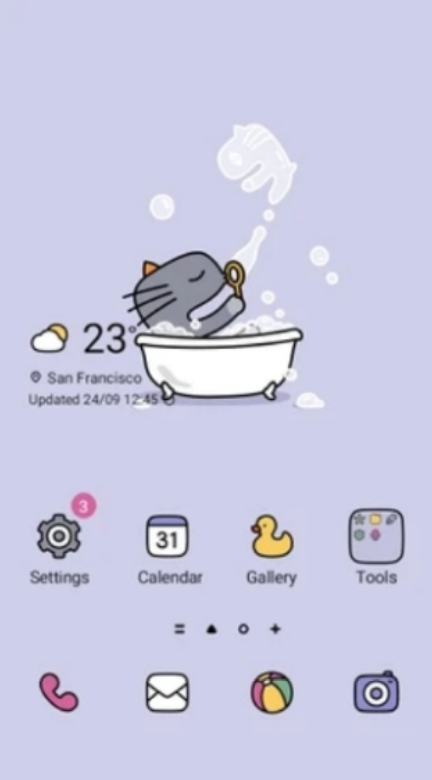 23°
San Francisco
Updated 24/09 12:45
3
31
Settings
Calendar
Gallery
Tools